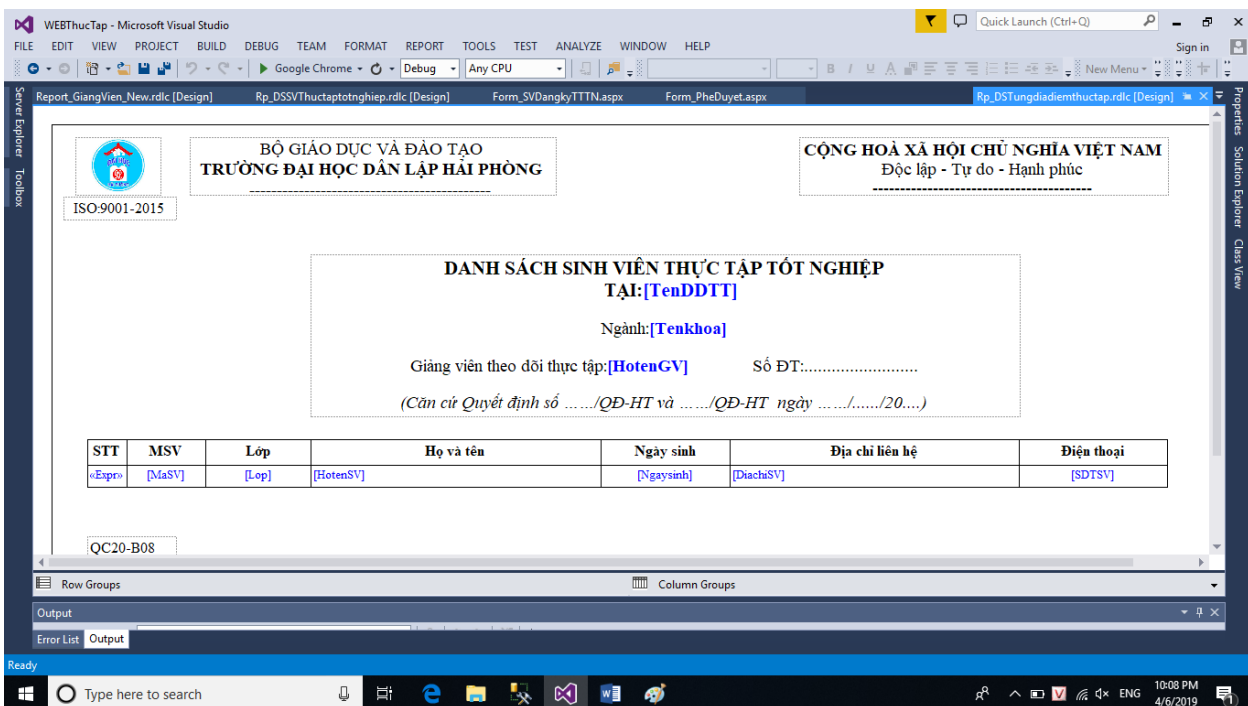 WEBThucTap - Microsoft Visual Studio
Quick Launch (Ctrl+Q)
FILE EDIT VIEW PROJECT BUILD DEBUG TEAM FORMAT REPORT TOOLS TEST ANALYZE WINDOW HELP
Sign in
Google Chrome Debug Any CPU B I U A New Menu
Report_GiangVien_New.rdlc [Design] Rp_DSSVThuctaptotnghiep.rdlc [Design] Form_SVDangkyTTTN.aspx Form_PheDuyet.aspx Rp_DSTungdiadiemthuctap.rdlc [Design]
Server Explorer
Toolbox
Properties
Solution Explorer
Class View
BỘ GIÁO DỤC VÀ ĐÀO TẠO
TRƯỜNG ĐẠI HỌC DÂN LẬP HẢI PHÒNG
--------------------------------------------
CỘNG HOÀ XÃ HỘI CHỦ NGHĨA VIỆT NAM
Độc lập - Tự do - Hạnh phúc
----------------------------------------
ISO:9001-2015
DANH SÁCH SINH VIÊN THỰC TẬP TỐT NGHIỆP
TẠI:[TenDDTT]
Ngành:[Tenkhoa]
Giảng viên theo dõi thực tập:[HotenGV] Số ĐT:.........................
(Căn cứ Quyết định số ……/QĐ-HT và ……/QĐ-HT ngày ……/……/20....)
STT MSV Lớp Họ và tên Ngày sinh Địa chỉ liên hệ Điện thoại
«Expr» [MaSV] [Lop] [HotenSV] [Ngaysinh] [DiachiSV] [SDTSV]
QC20-B08
Row Groups Column Groups
Output
Error List Output
Ready
Type here to search
ENG
10:08 PM
4/6/2019